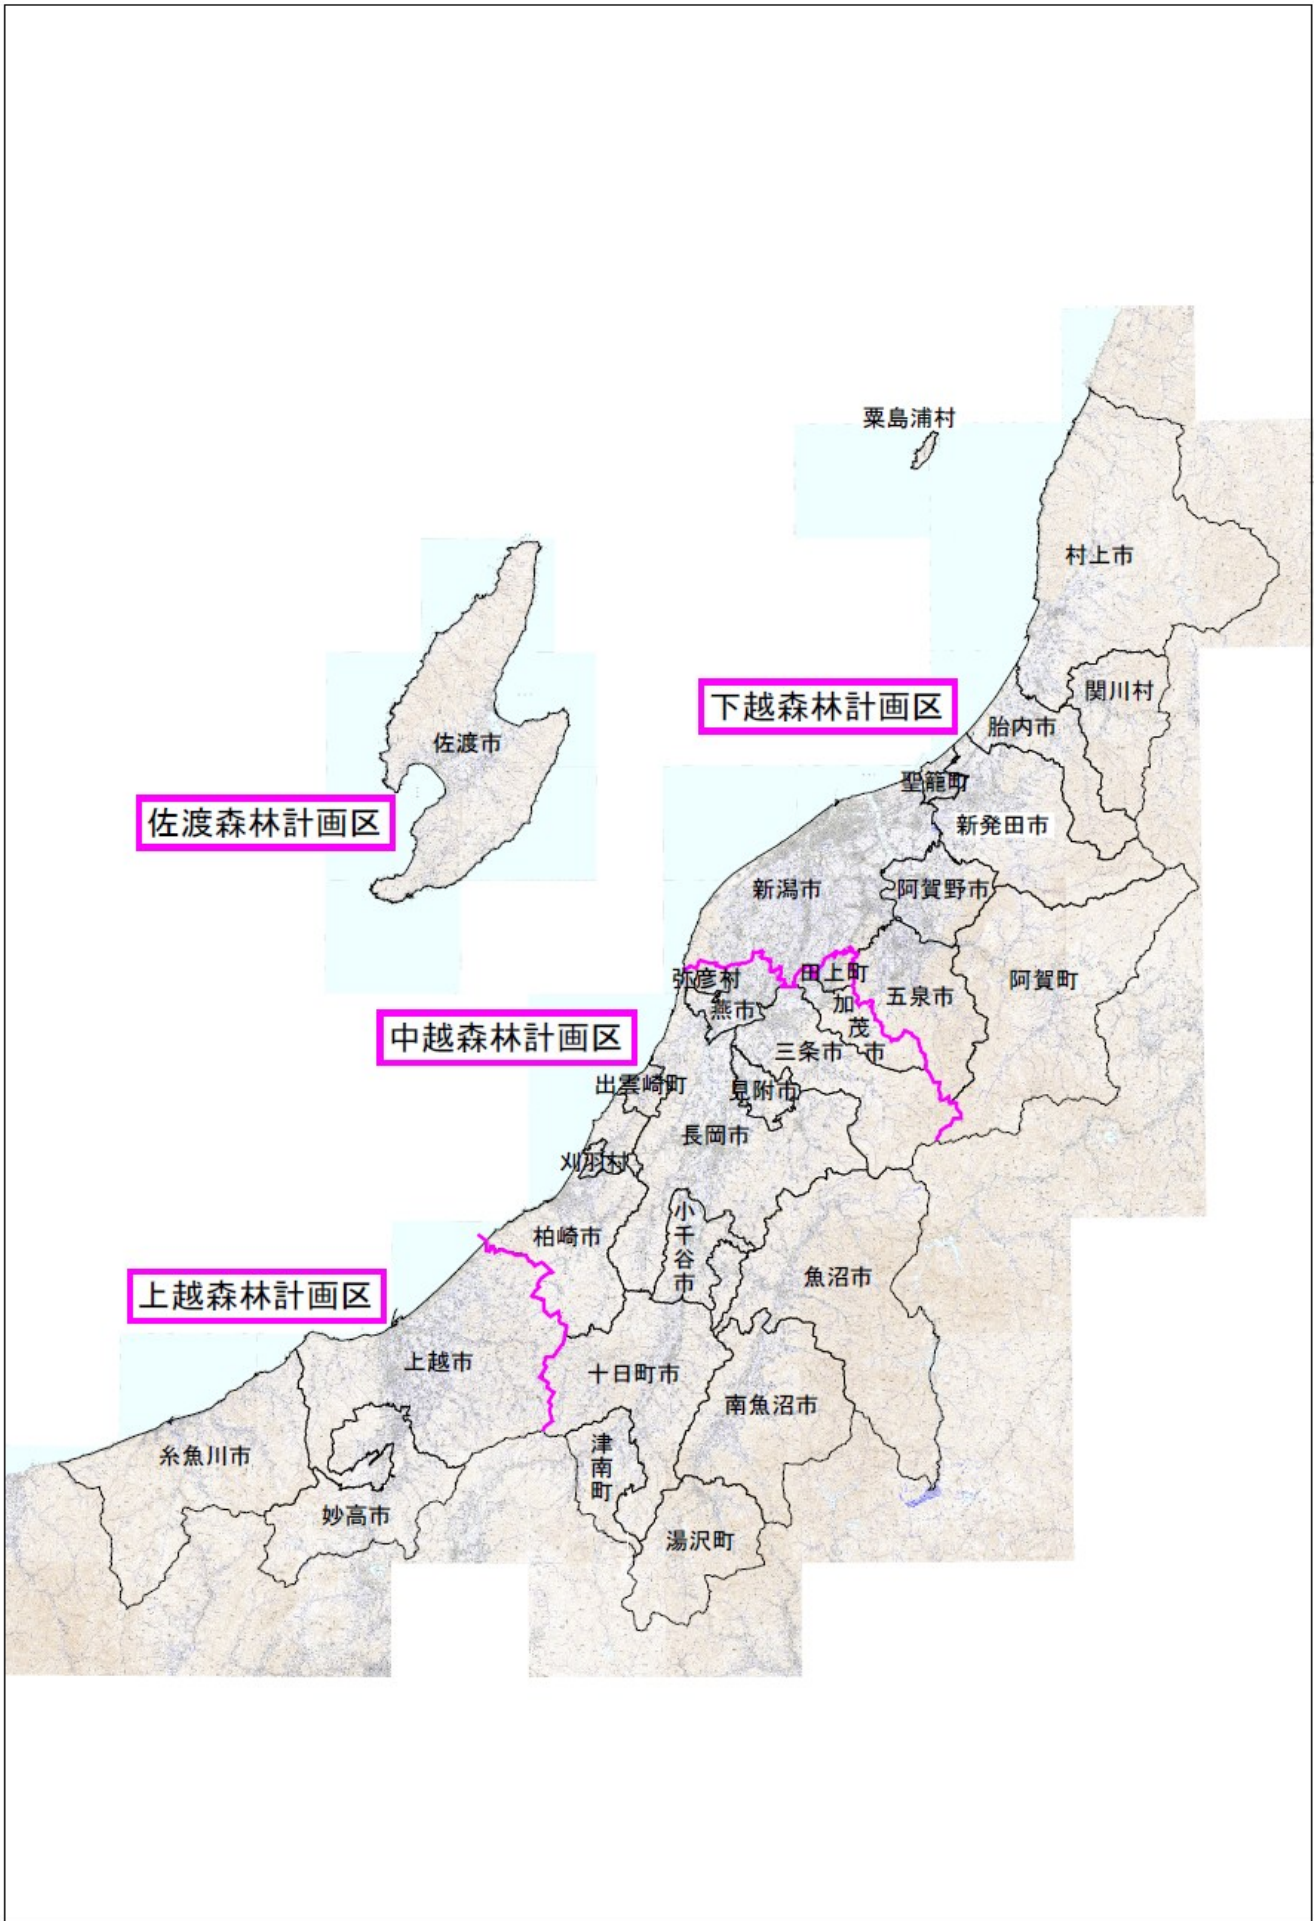 粟島浦村
村上市
関川村
下越森林計画区
胎内市
佐渡市
聖籠町
佐渡森林計画区
新発田市
新潟市
阿賀野市
弥彦村
田上町
阿賀町
五泉市
燕市
加茂市
中越森林計画区
三条市
出雲崎町
見附市
長岡市
刈羽村
小千谷市
柏崎市
魚沼市
上越森林計画区
上越市
十日町市
南魚沼市
糸魚川市
津南町
妙高市
湯沢町